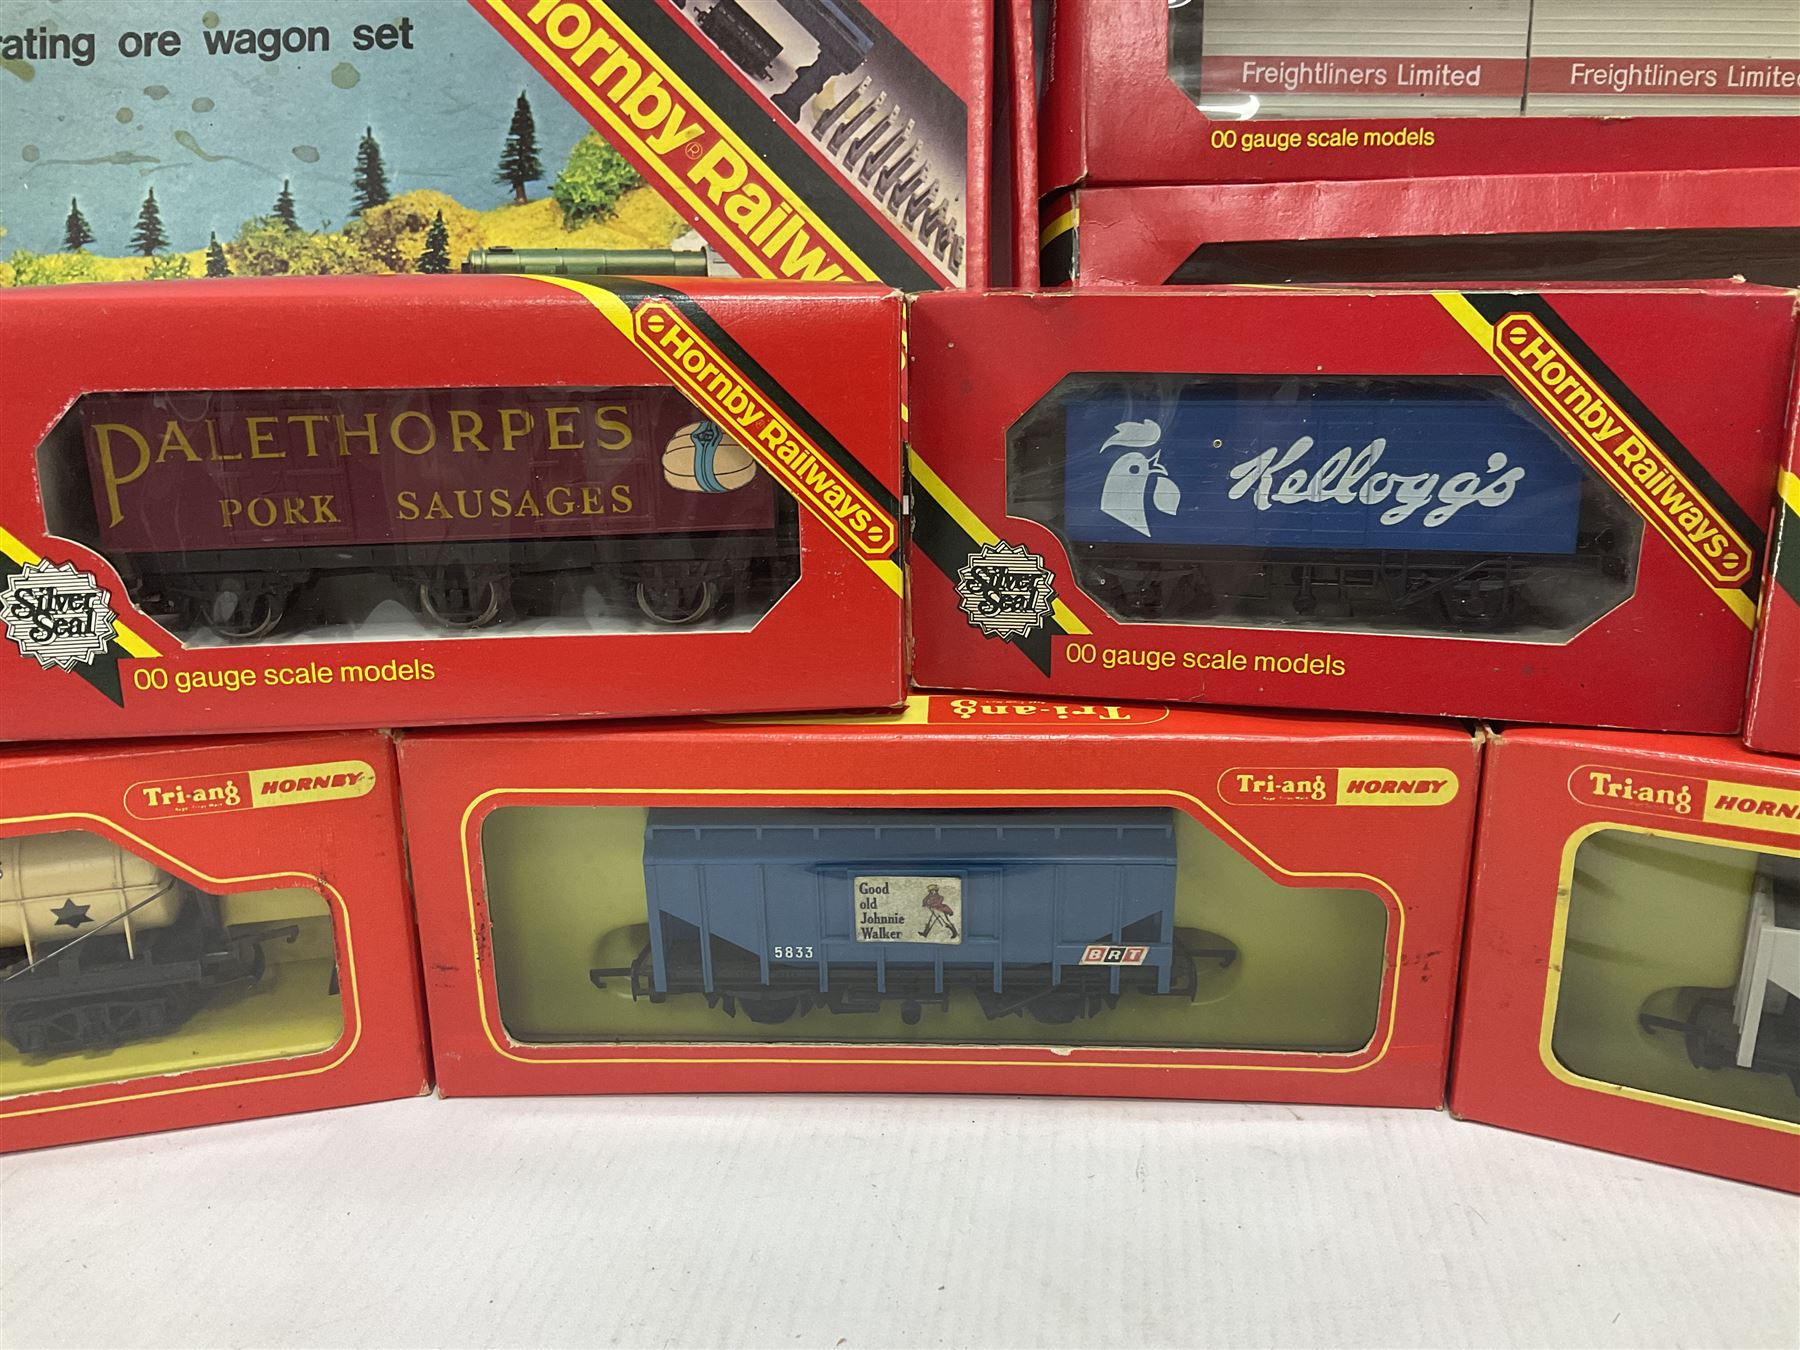 rating ore wagon set
Hornby® Railw
Freightliners Limited
Freightliners Limited
00 gauge scale models
Hornby Railways
PALETHORPES
PORK SAUSAGES
Silver
Seal
00 gauge scale models
Hornby Railways
Kellogg's
Silver
Seal
00 gauge scale models
Tri-ang
Tri-ang HORNBY
Tri-ang HORNBY
Good
old
Johnnie
Walker
5833
BRT
Tri-ang HORN